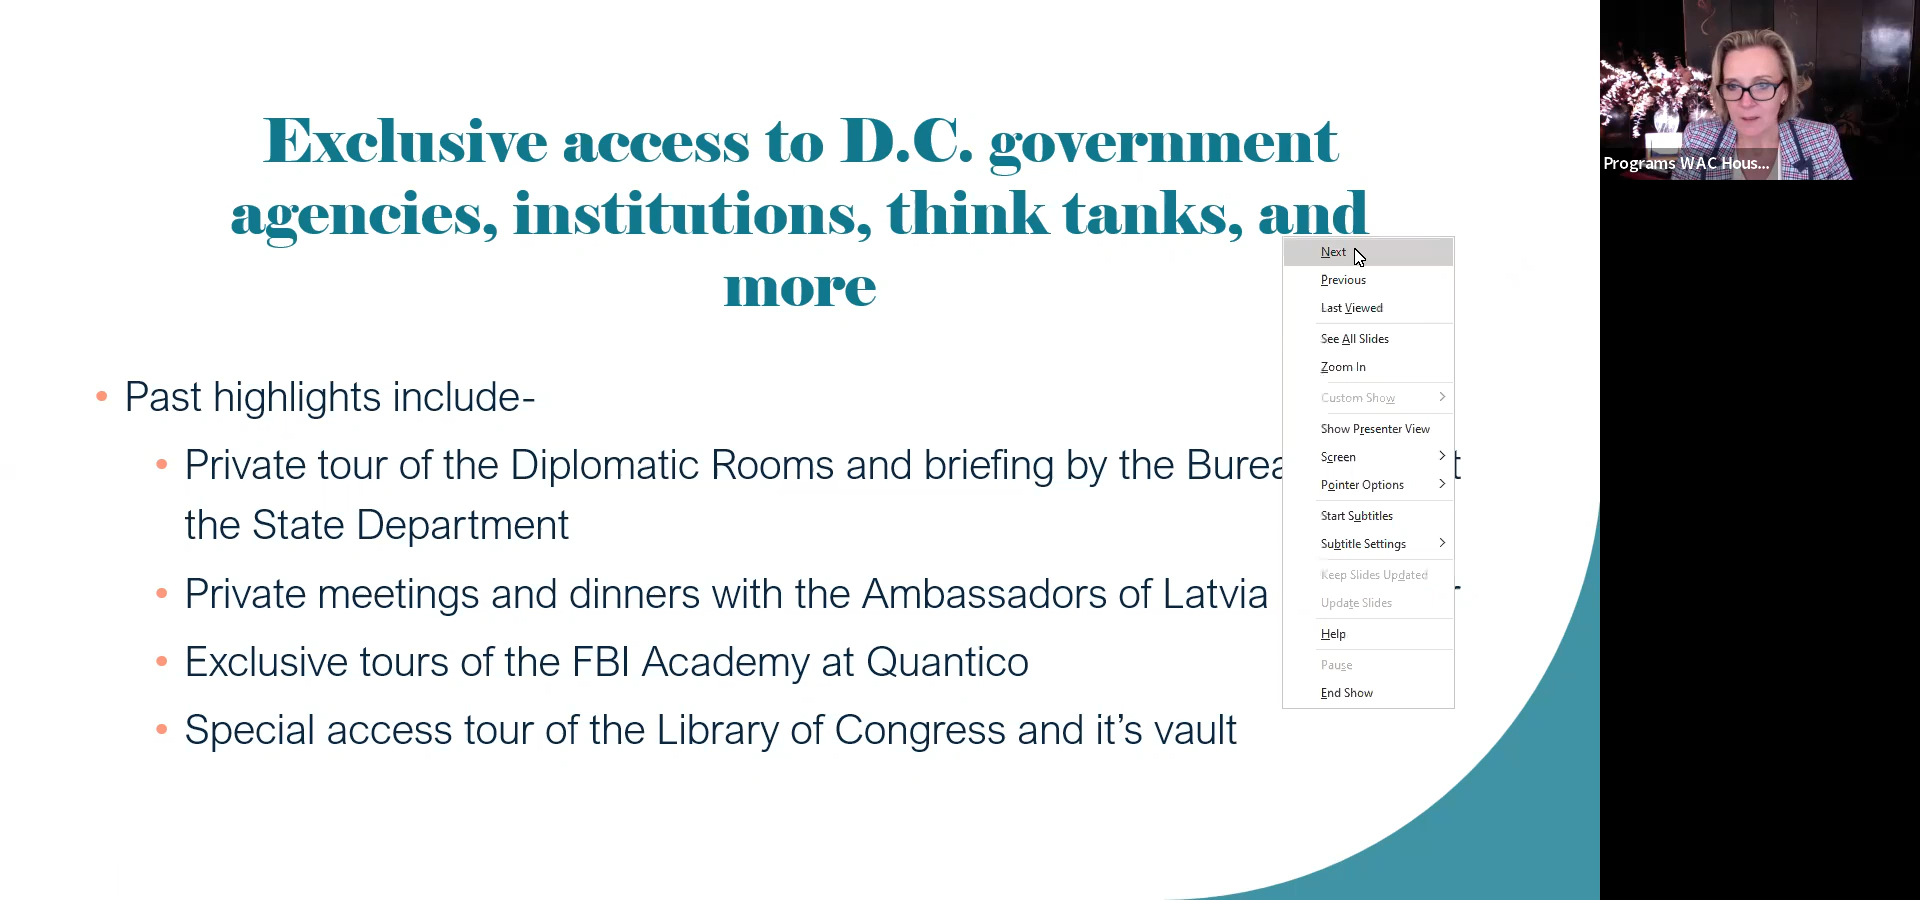 Exclusive access to D.C. government
agencies, institutions, think tanks, and
more
• Past highlights include-
• Private tour of the Diplomatic Rooms and briefing by the
the State Department
• Private meetings and dinners with the Ambassadors of Latvia
• Exclusive tours of the FBI Academy at Quantico
• Special access tour of the Library of Congress and it’s vault
Next
Previous
Last Viewed
See All Slides
Zoom In
Custom Show
Show Presenter View
Screen
Pointer Options
Start Subtitles
Subtitle Settings
Keep Slides Updated
Update Slides
Help
Pause
End Show
Programs WAC Hous...